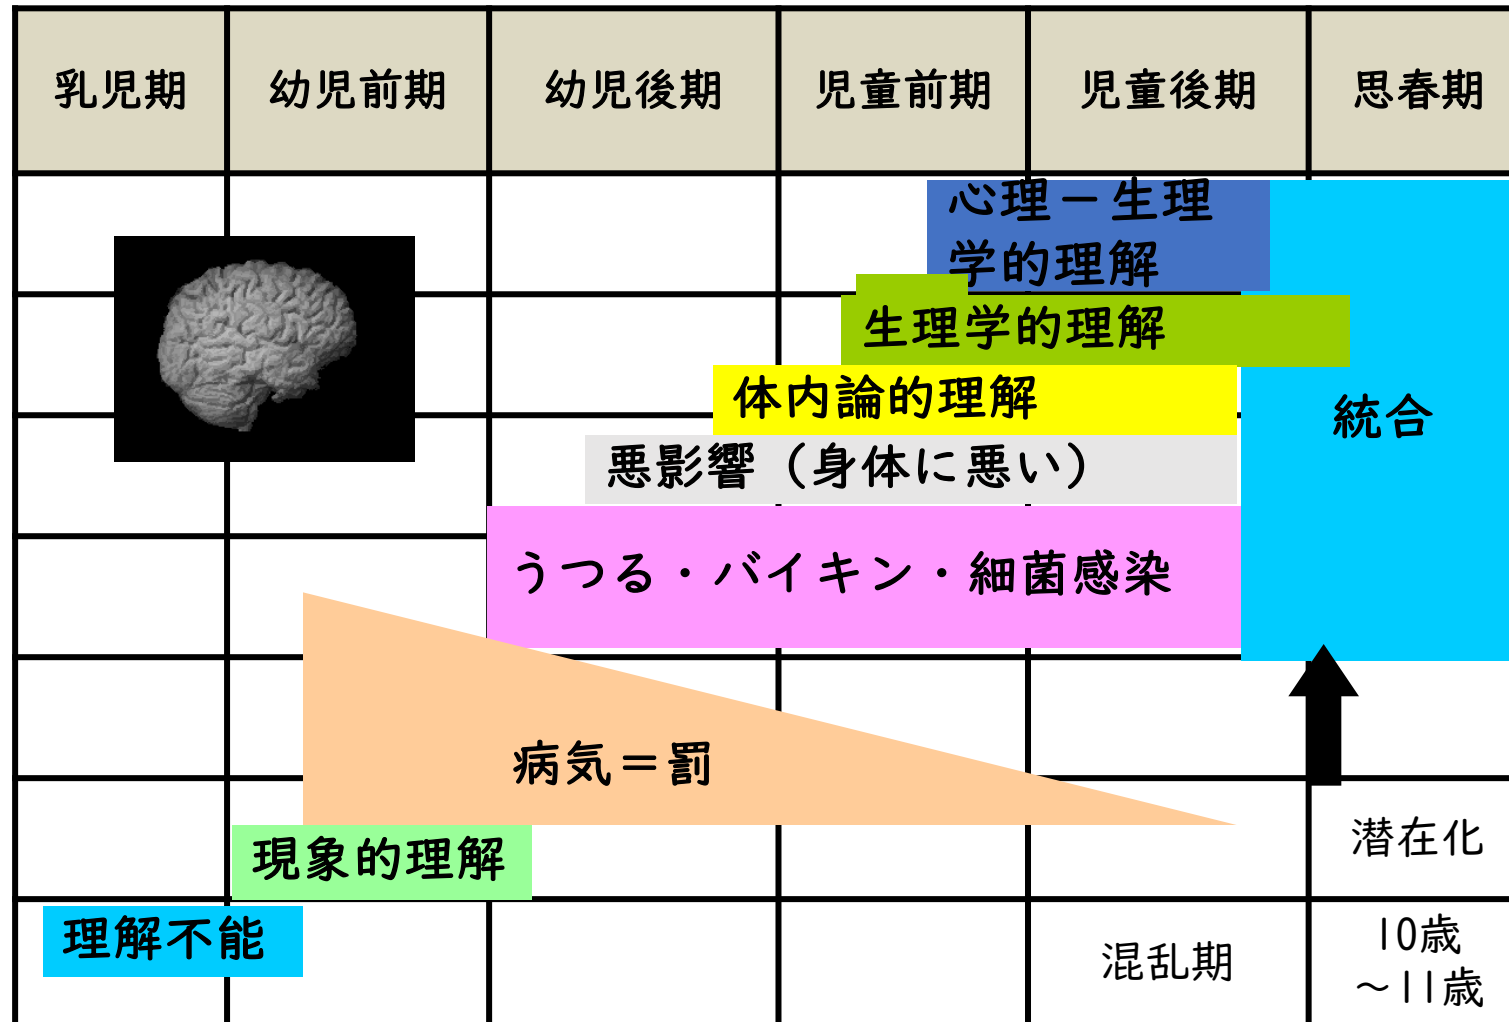 乳児期
幼児前期
幼児後期
児童前期
児童後期
思春期
心理－生理
学的理解
生理学的理解
体内論的理解
統合
悪影響（身体に悪い）
うつる・バイキン・細菌感染
病気＝罰
現象的理解
潜在化
理解不能
混乱期
10歳
～11歳